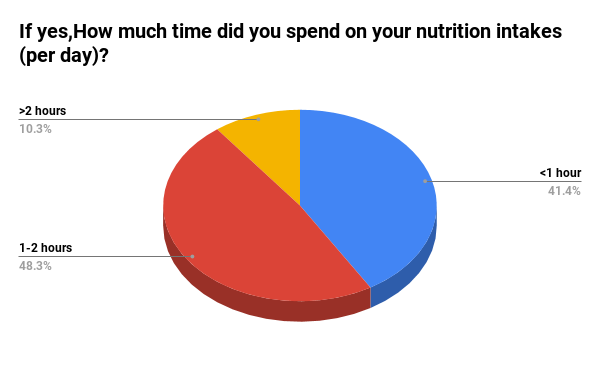 If yes,How much time did you spend on your nutrition intakes
(per day)?
>2 hours
10.3%
<1 hour
41.4%
1-2 hours
48.3%